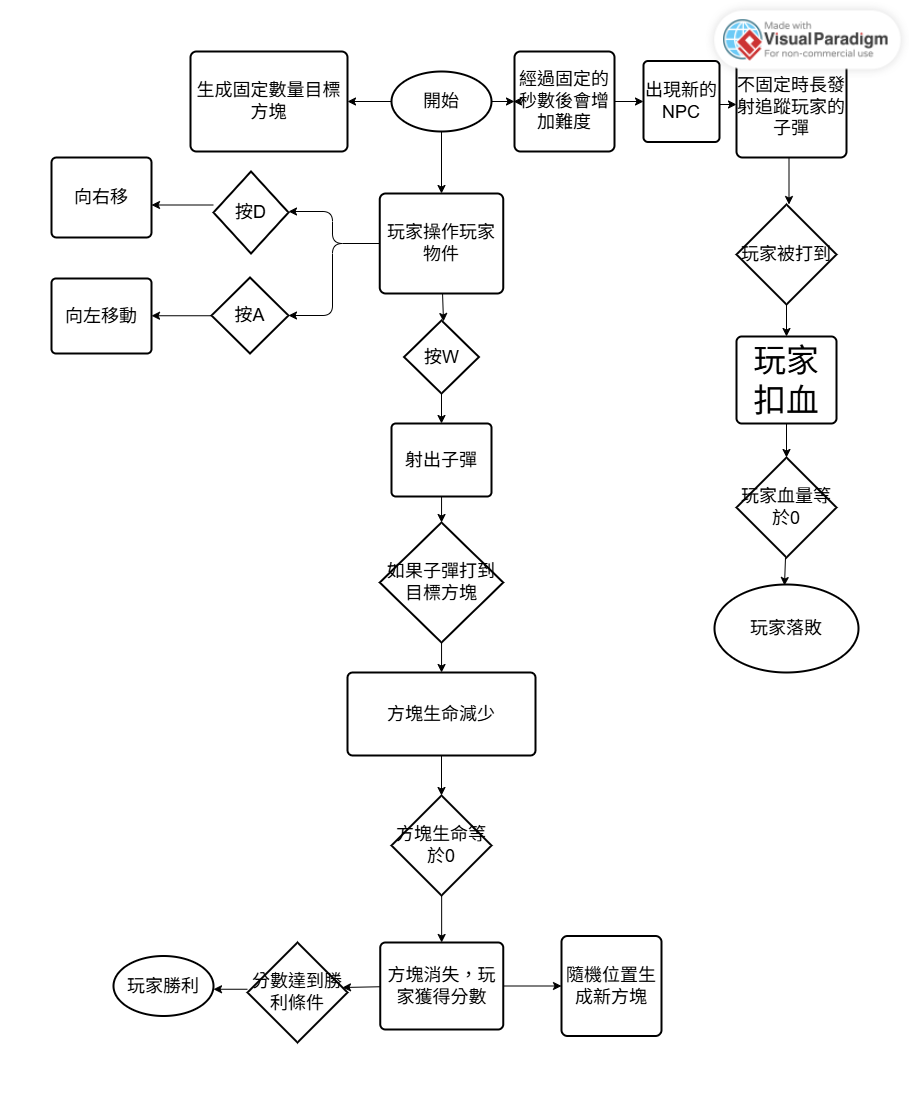 Made with
VisualParadigm
For non-commercial use
生成固定數量目標
方塊
開始
經過固定的
秒數後會增
加難度
出現新的
NPC
不固定時長發
射追蹤玩家的
子彈
向右移
按D
玩家操作玩家
物件
玩家被打到
向左移動
按A
按W
玩家
扣血
射出子彈
玩家血量等
於0
如果子彈打到
目標方塊
玩家落敗
方塊生命減少
方塊生命等
於0
玩家勝利
分數達到勝
利條件
方塊消失，玩
家獲得分數
隨機位置生
成新方塊